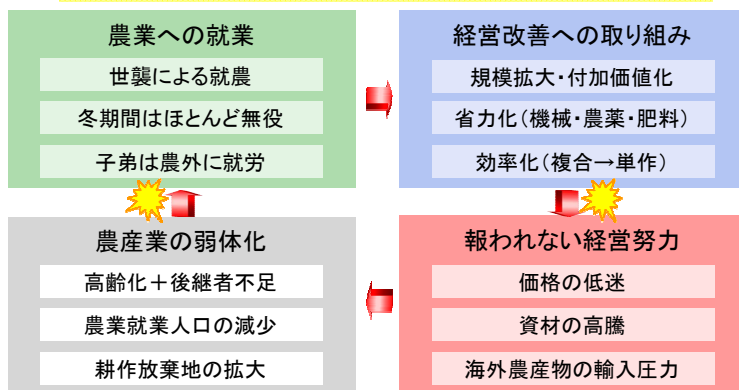 農業への就業
世襲による就農
冬期間はほとんど無役
子弟は農外に就労
経営改善への取り組み
規模拡大・付加価値化
省力化（機械・農薬・肥料）
効率化（複合→単作）
農産業の弱体化
高齢化＋後継者不足
農業就業人口の減少
耕作放棄地の拡大
報われない経営努力
価格の低迷
資材の高騰
海外農産物の輸入圧力